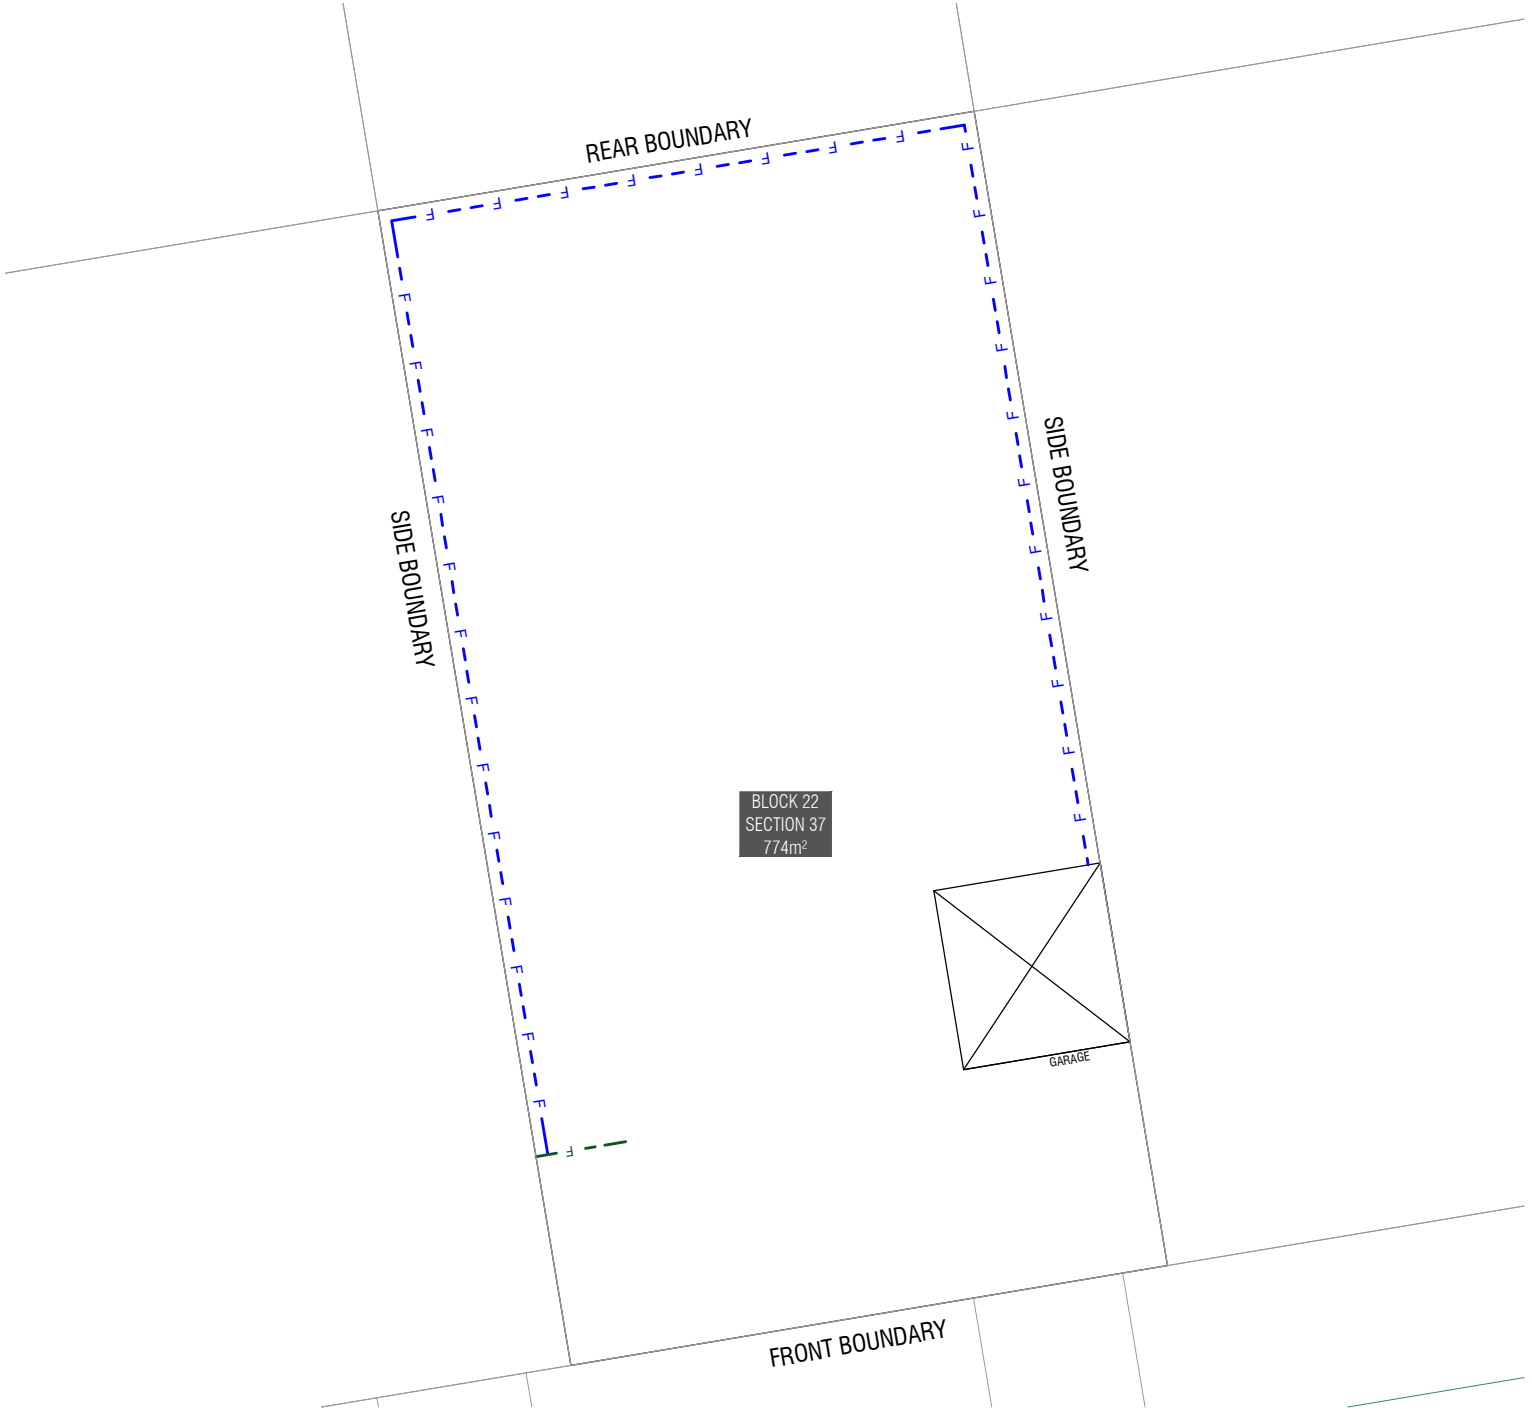 REAR BOUNDARY
F F F F F F F F
F F F F F F F F F F F
SIDE BOUNDARY
F F F F F F F F F F F F F
SIDE BOUNDARY
BLOCK 22
SECTION 37
774m²
GARAGE
F
FRONT BOUNDARY